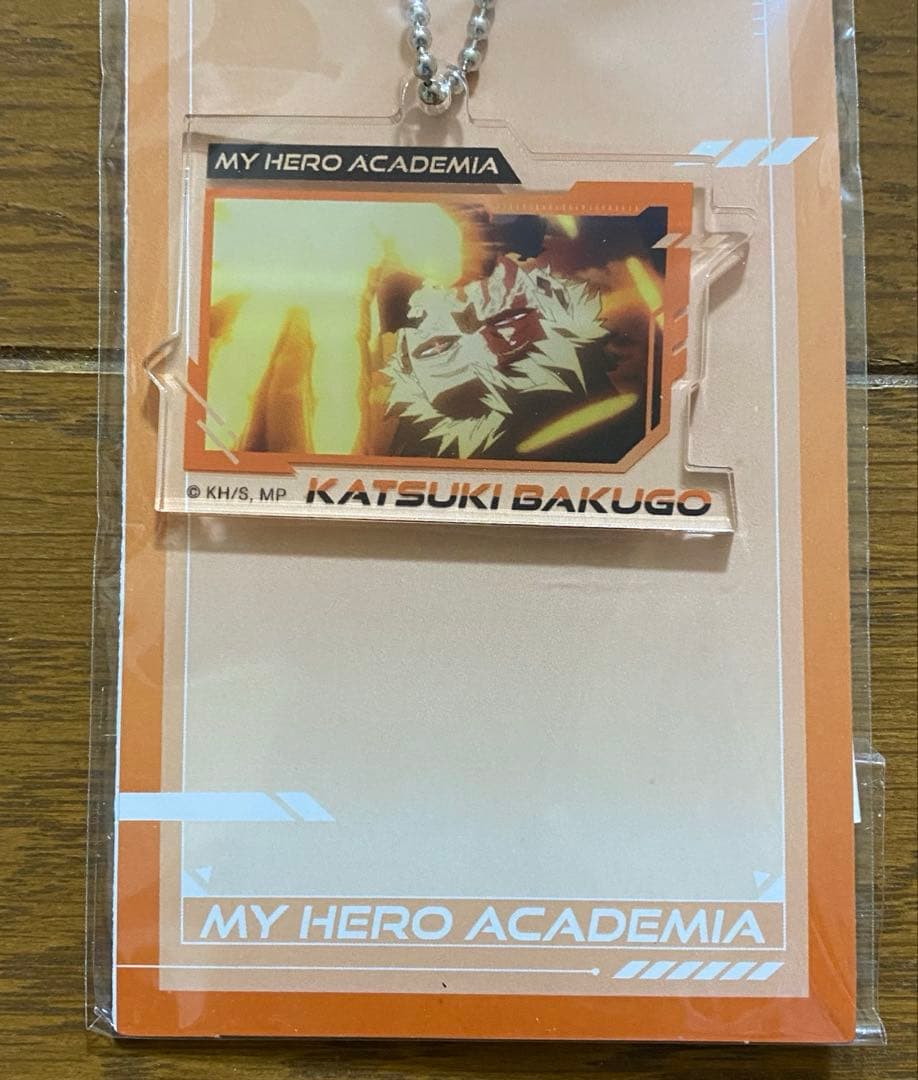 MY HERO ACADEMIA
© KH/S, MP
KATSUKI BAKUGO
MY HERO ACADEMIA